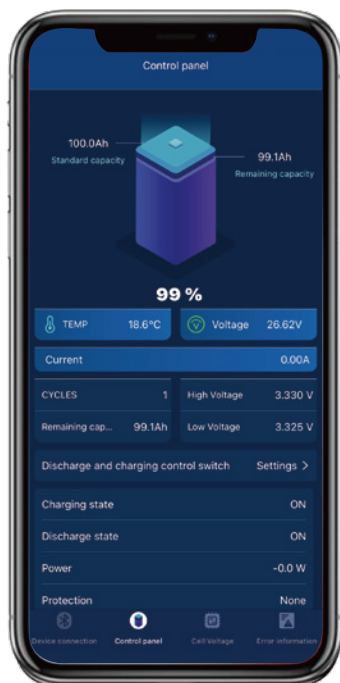 Control panel
100.0Ah
Standard capacity
99.1Ah
Remaining capacity
99 %
TEMP 18.6°C Voltage 26.62V
Current 0.00A
CYCLES 1 High Voltage 3.330 V
Remaining cap... 99.1Ah Low Voltage 3.325 V
Discharge and charging control switch Settings >
Charging state ON
Discharge state ON
Power -0.0 W
Protection None
Device connection Control panel Cell Voltage Error information